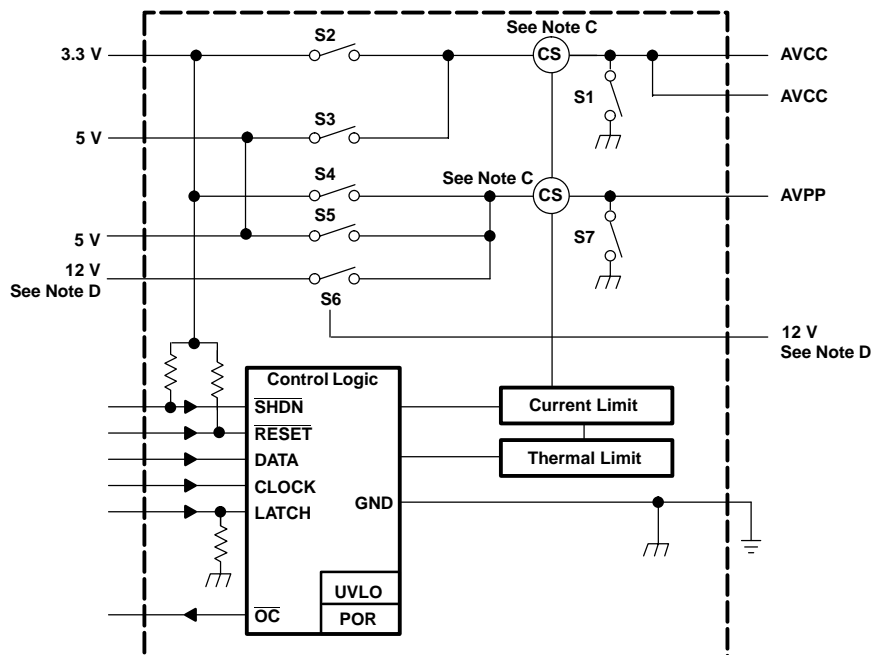 See Note C
S2
3.3 V
CS
AVCC
S1
AVCC
S3
5 V
S4
See Note C
CS
AVPP
S5
S7
5 V
12 V
See Note D
S6
12 V
See Note D
Control Logic
SHDN
Current Limit
RESET
DATA
Thermal Limit
CLOCK
LATCH
GND
UVLO
OC
POR